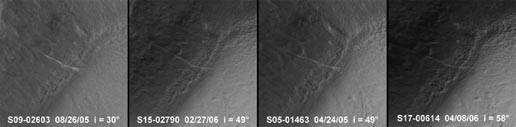 S09-02603 08/26/05 i = 30°
S15-02790 02/27/06 i = 49°
S05-01463 04/24/05 i = 49°
S17-00614 04/08/06 i = 58°